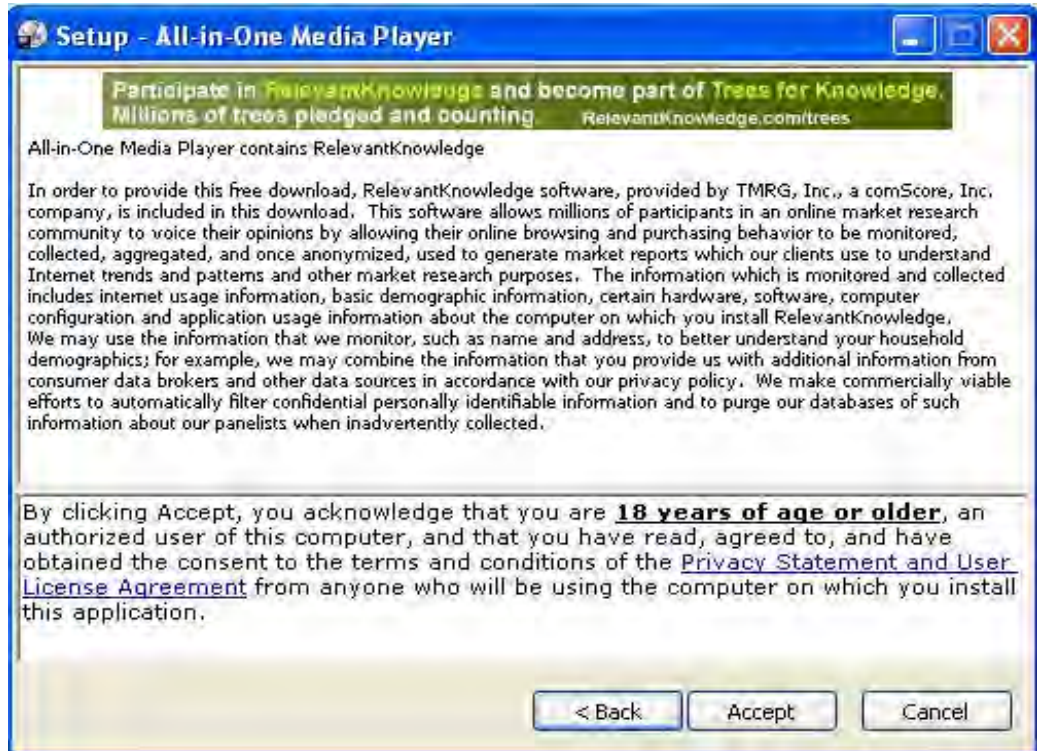 Setup - All-in-One Media Player
Participate in RelevantKnowledge and become part of Trees for Knowledge.
Millions of trees pledged and counting RelevantKnowledge.com/trees
All-in-One Media Player contains RelevantKnowledge
In order to provide this free download, RelevantKnowledge software, provided by TMRG, Inc., a comScore, Inc.
company, is included in this download. This software allows millions of participants in an online market research
community to voice their opinions by allowing their online browsing and purchasing behavior to be monitored,
collected, aggregated, and once anonymized, used to generate market reports which our clients use to understand
Internet trends and patterns and other market research purposes. The information which is monitored and collected
includes internet usage information, basic demographic information, certain hardware, software, computer
configuration and application usage information about the computer on which you install RelevantKnowledge.
We may use the information that we monitor, such as name and address, to better understand your household
demographics; for example, we may combine the information that you provide us with additional information from
consumer data brokers and other data sources in accordance with our privacy policy. We make commercially viable
efforts to automatically filter confidential personally identifiable information and to purge our databases of such
information about our panelists when inadvertently collected.
By clicking Accept, you acknowledge that you are 18 years of age or older, an
authorized user of this computer, and that you have read, agreed to, and have
obtained the consent to the terms and conditions of the Privacy Statement and User
License Agreement from anyone who will be using the computer on which you install
this application.
< Back Accept Cancel